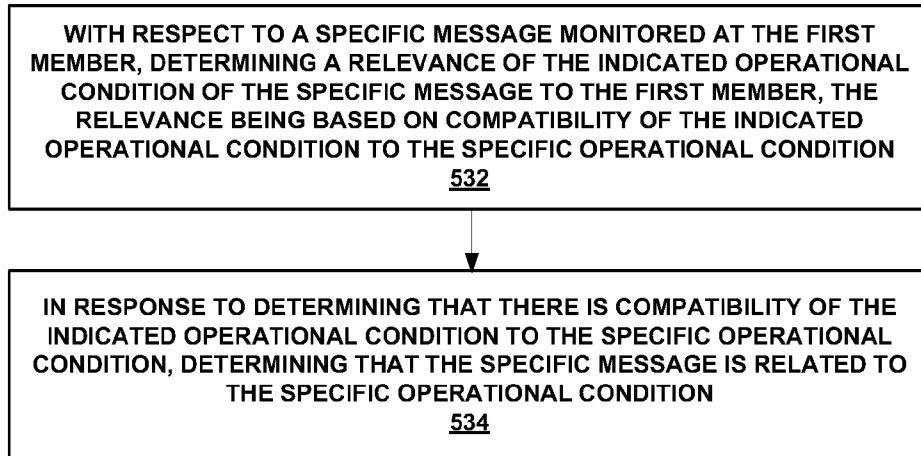 WITH RESPECT TO A SPECIFIC MESSAGE MONITORED AT THE FIRST
MEMBER, DETERMINING A RELEVANCE OF THE INDICATED OPERATIONAL
CONDITION OF THE SPECIFIC MESSAGE TO THE FIRST MEMBER, THE
RELEVANCE BEING BASED ON COMPATIBILITY OF THE INDICATED
OPERATIONAL CONDITION TO THE SPECIFIC OPERATIONAL CONDITION
532
IN RESPONSE TO DETERMINING THAT THERE IS COMPATIBILITY OF THE
INDICATED OPERATIONAL CONDITION TO THE SPECIFIC OPERATIONAL
CONDITION, DETERMINING THAT THE SPECIFIC MESSAGE IS RELATED TO
THE SPECIFIC OPERATIONAL CONDITION
534